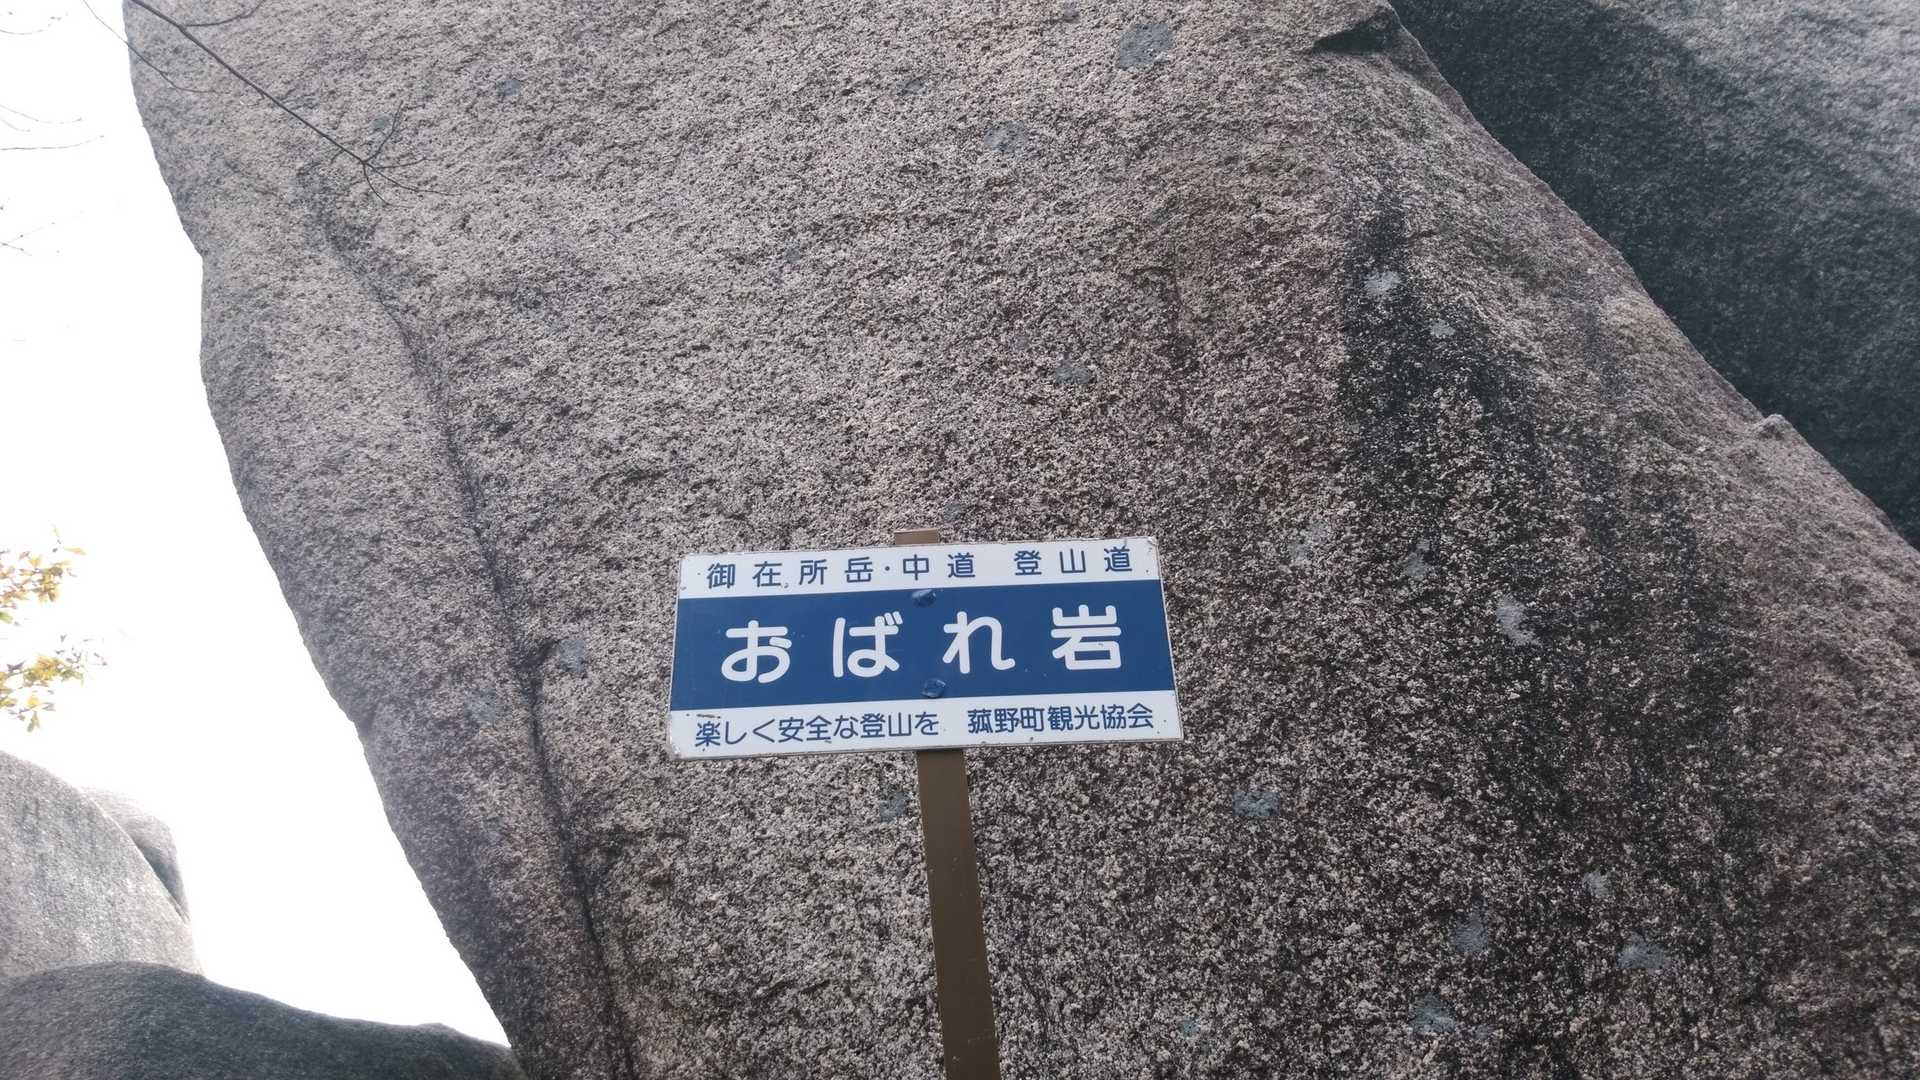 御在所岳・中道 登山道
おばれ岩
楽しく安全な登山を 菰野町観光協会